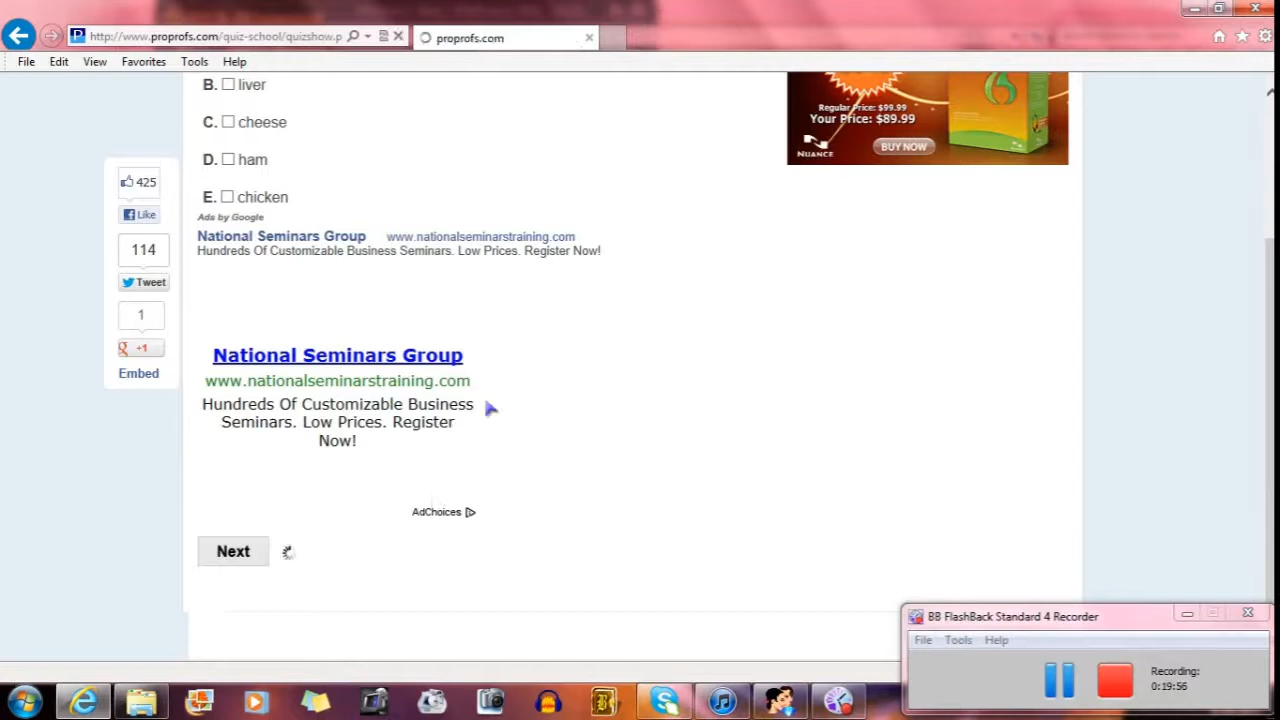 http://www.proprofs.com/quiz-school/quizshow.p
proprofs.com
File Edit View Favorites Tools Help
B. liver
C. cheese
D. ham
E. chicken
Ads by Google
National Seminars Group www.nationalseminarstraining.com
Hundreds Of Customizable Business Seminars. Low Prices. Register Now!
Regular Price: $99.99
Your Price: $89.99
NUANCE
BUY NOW
425
Like
114
Tweet
1
+1
Embed
National Seminars Group
www.nationalseminarstraining.com
Hundreds Of Customizable Business
Seminars. Low Prices. Register
Now!
AdChoices
Next
BB FlashBack Standard 4 Recorder
File Tools Help
Recording:
0:19:56